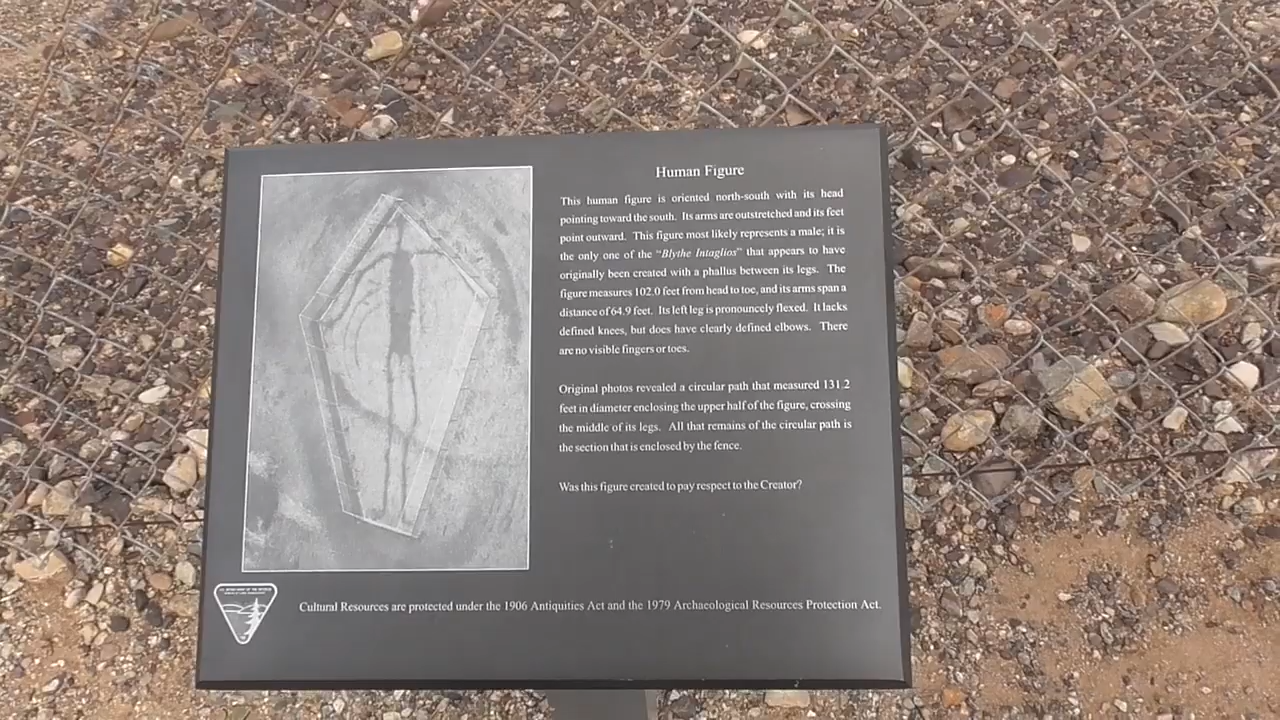 Human Figure
This human figure is oriented north-south with its head
pointing toward the south. Its arms are outstretched and its feet
point outward. This figure most likely represents a male; it is
the only one of the "Blythe Intaglios" that appears to have
originally been created with a phallus between its legs. The
figure measures 102.0 feet from head to toe, and its arms span a
distance of 64.9 feet. Its left leg is pronouncely flexed. It lacks
defined knees, but does have clearly defined elbows. There
are no visible fingers or toes.
Original photos revealed a circular path that measured 131.2
feet in diameter enclosing the upper half of the figure, crossing
the middle of its legs. All that remains of the circular path is
the section that is enclosed by the fence.
Was this figure created to pay respect to the Creator?
Cultural Resources are protected under the 1906 Antiquities Act and the 1979 Archaeological Resources Protection Act.